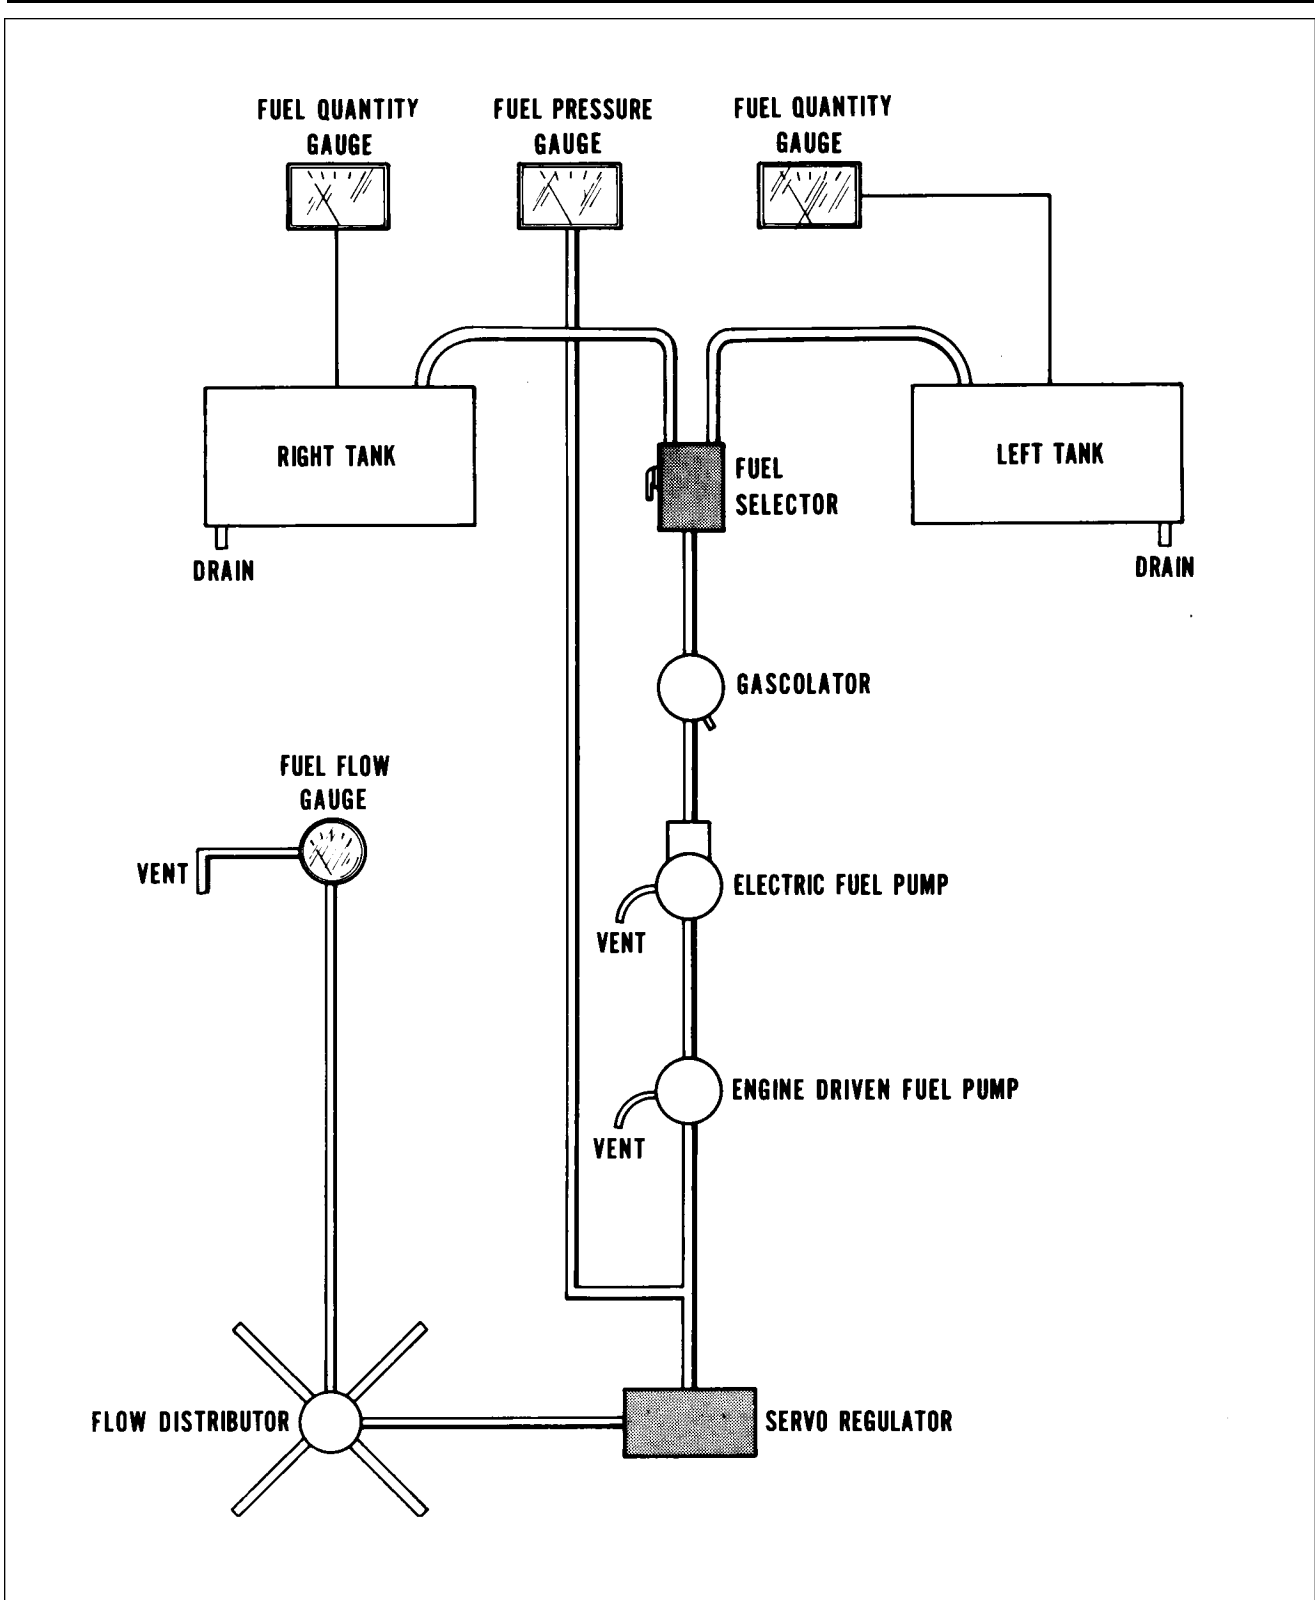 FUEL QUANTITY
GAUGE
FUEL PRESSURE
GAUGE
FUEL QUANTITY
GAUGE
RIGHT TANK
LEFT TANK
FUEL
SELECTOR
DRAIN
DRAIN
GASCOLATOR
FUEL FLOW
GAUGE
VENT
ELECTRIC FUEL PUMP
VENT
ENGINE DRIVEN FUEL PUMP
VENT
FLOW DISTRIBUTOR
SERVO REGULATOR